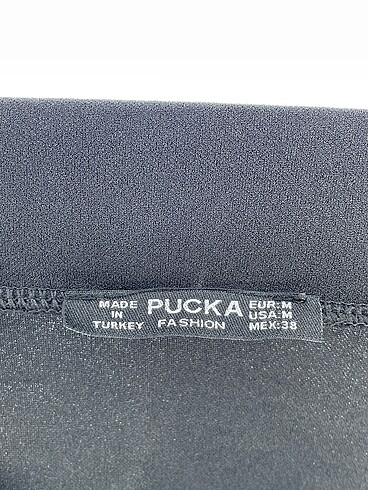 MADE
IN
TURKEY
PUCKA
FASHION
EUR:M
USA:M
MEX:38